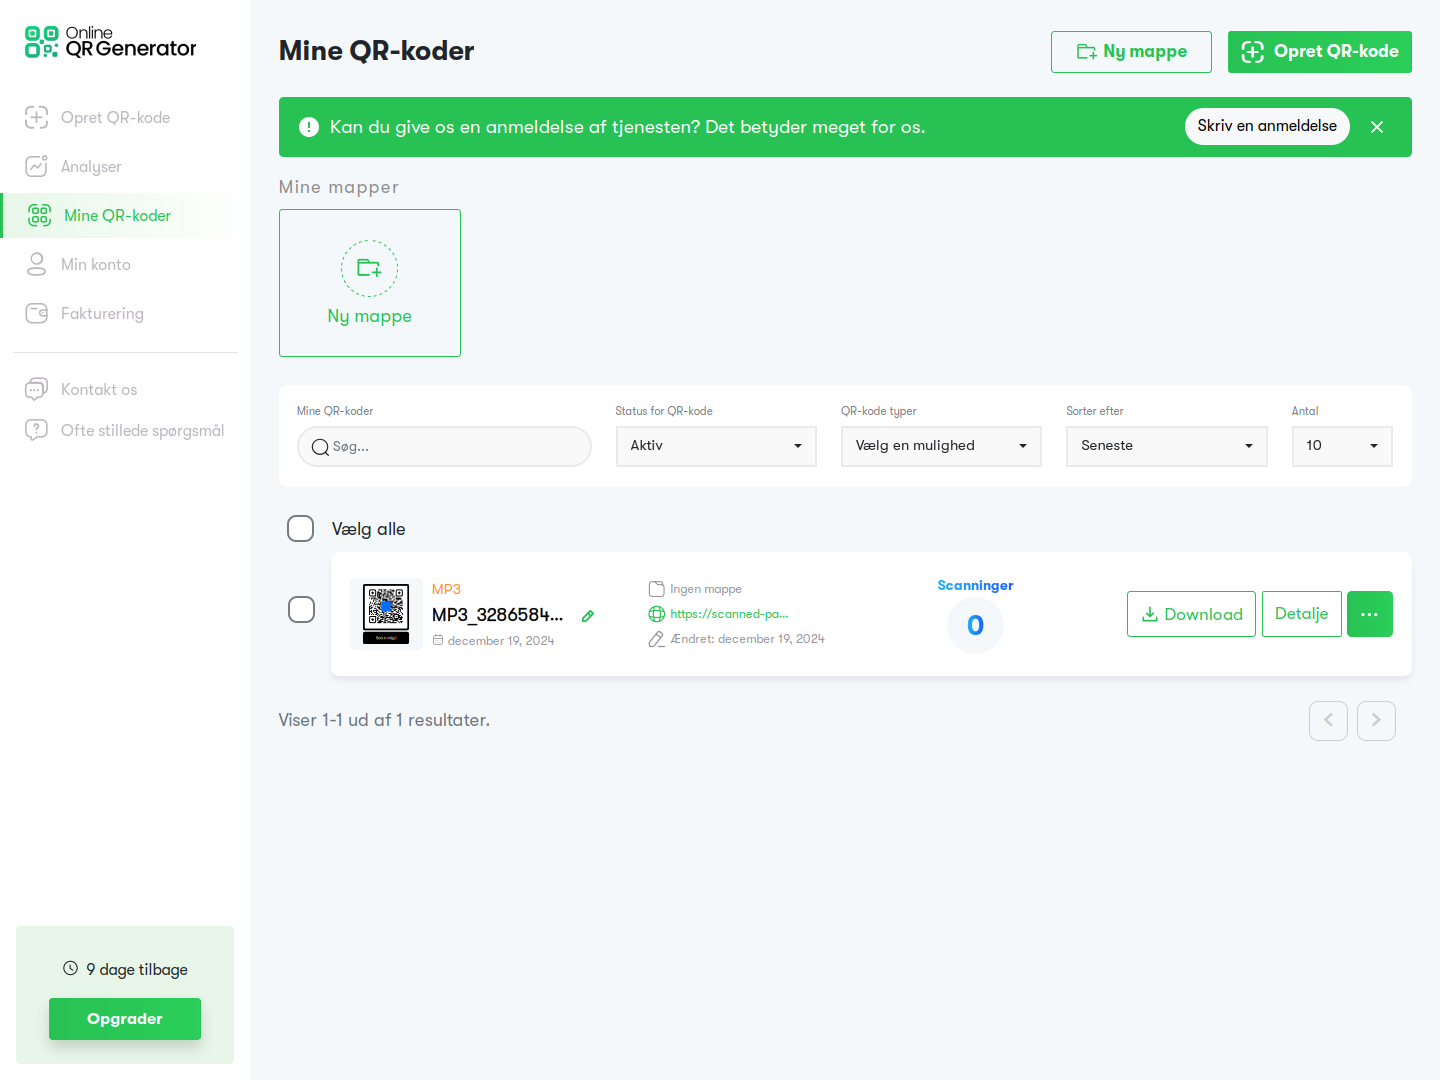 Online
QR Generator
Opret QR-kode
Analyser
Mine QR-koder
Min konto
Fakturering
Kontakt os
Ofte stillede spørgsmål
9 dage tilbage
Opgrader
Mine QR-koder
Ny mappe
Opret QR-kode
Kan du give os en anmeldelse af tjenesten? Det betyder meget for os.
Skriv en anmeldelse
Mine mapper
Ny mappe
Mine QR-koder
Status for QR-kode
QR-kode typer
Sorter efter
Antal
Søg...
Aktiv
Vælg en mulighed
Seneste
10
Vælg alle
MP3
MP3_3286584...
december 19, 2024
Ingen mappe
https://scanned-pa...
Ændret: december 19, 2024
Scanninger
0
Download
Detalje
Viser 1-1 ud af 1 resultater.